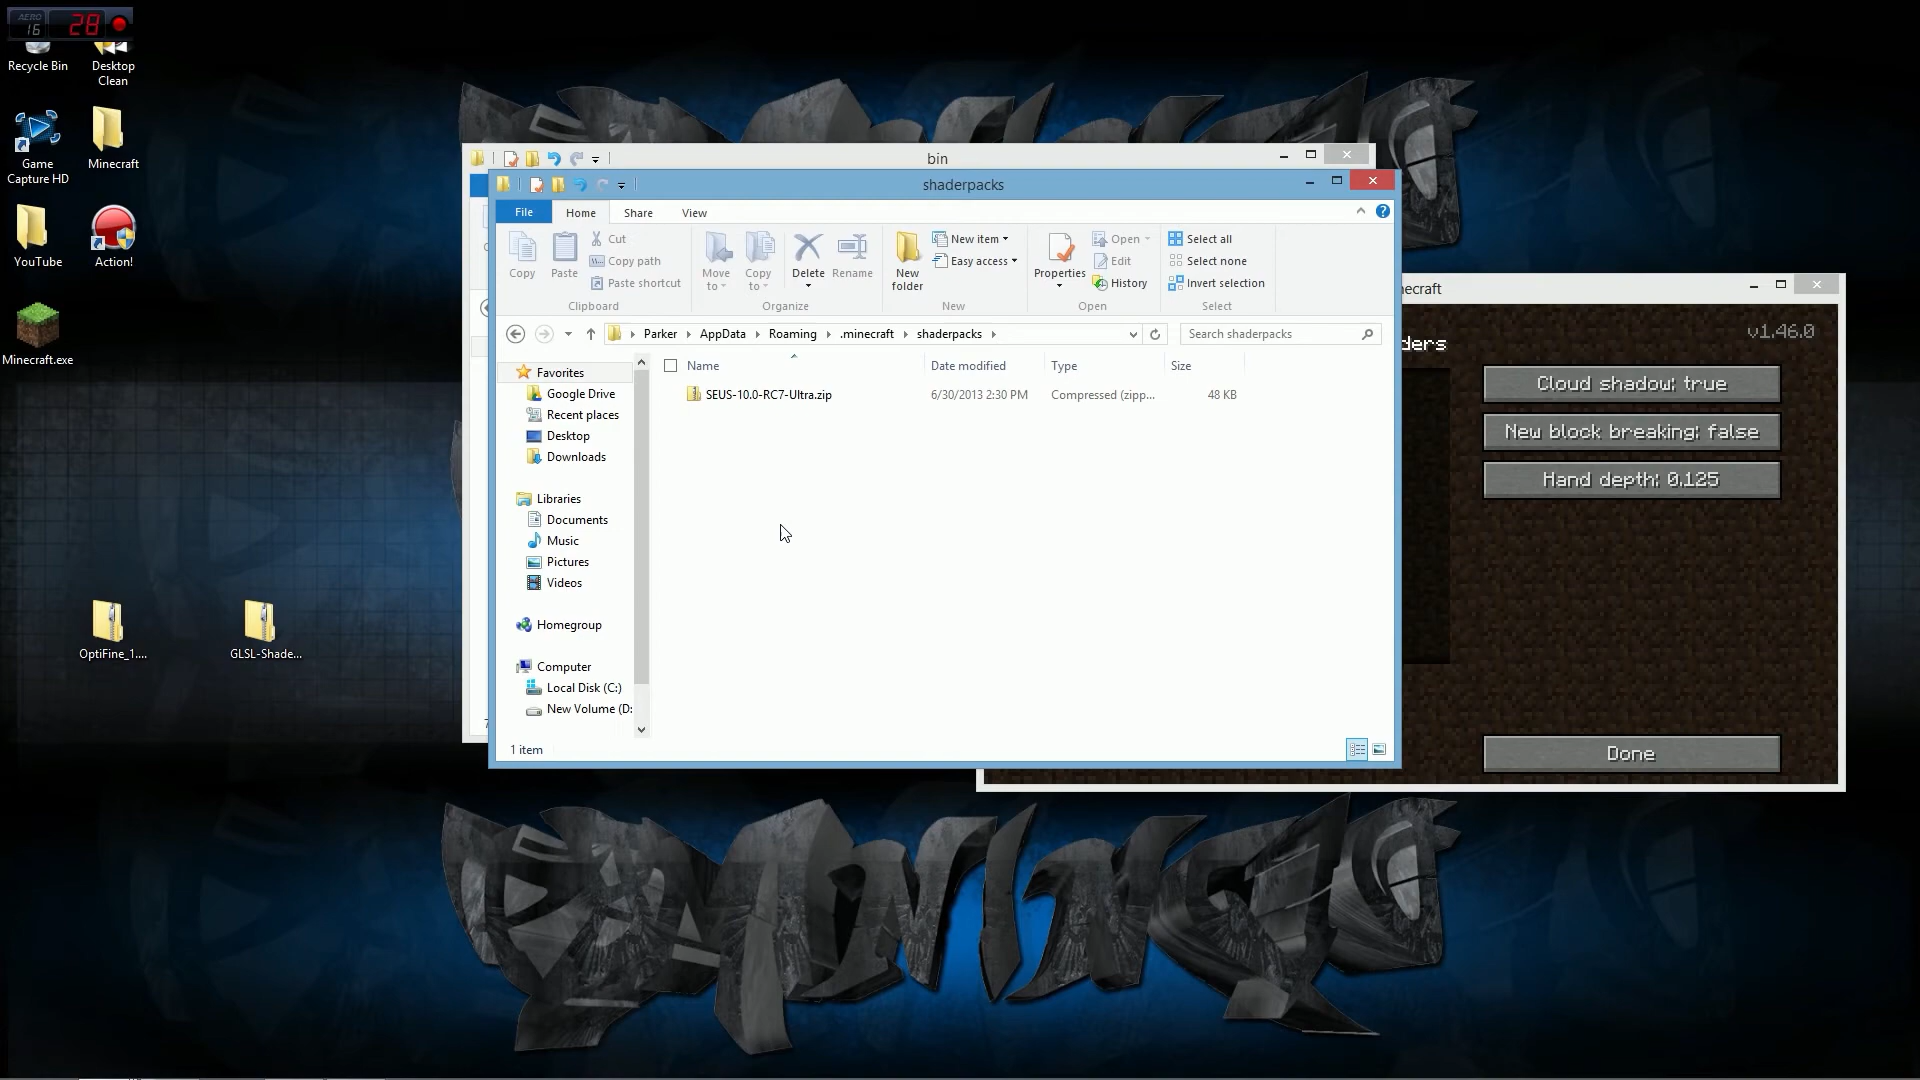 AERO
16
28
Recycle Bin
Desktop
Clean
Game
Capture HD
Minecraft
YouTube
Action!
Minecraft.exe
OptiFine_1....
GLSL-Shade...
bin
shaderpacks
File
Home
Share
View
Copy
Paste
Cut
Copy path
Paste shortcut
Clipboard
Move
to
Copy
to
Delete
Rename
Organize
New
folder
New item
Easy access
New
Properties
Open
Edit
History
Open
Select all
Select none
Invert selection
Select
Parker
AppData
Roaming
.minecraft
shaderpacks
Search shaderpacks
Name
Date modified
Type
Size
SEUS-10.0-RC7-Ultra.zip
6/30/2013 2:30 PM
Compressed (zipp...
48 KB
Favorites
Google Drive
Recent places
Desktop
Downloads
Libraries
Documents
Music
Pictures
Videos
Homegroup
Computer
Local Disk (C:)
New Volume (D:
1 item
necraft
ders
v1.46.0
Cloud shadow: true
New block breaking: false
Hand depth: 0.125
Done